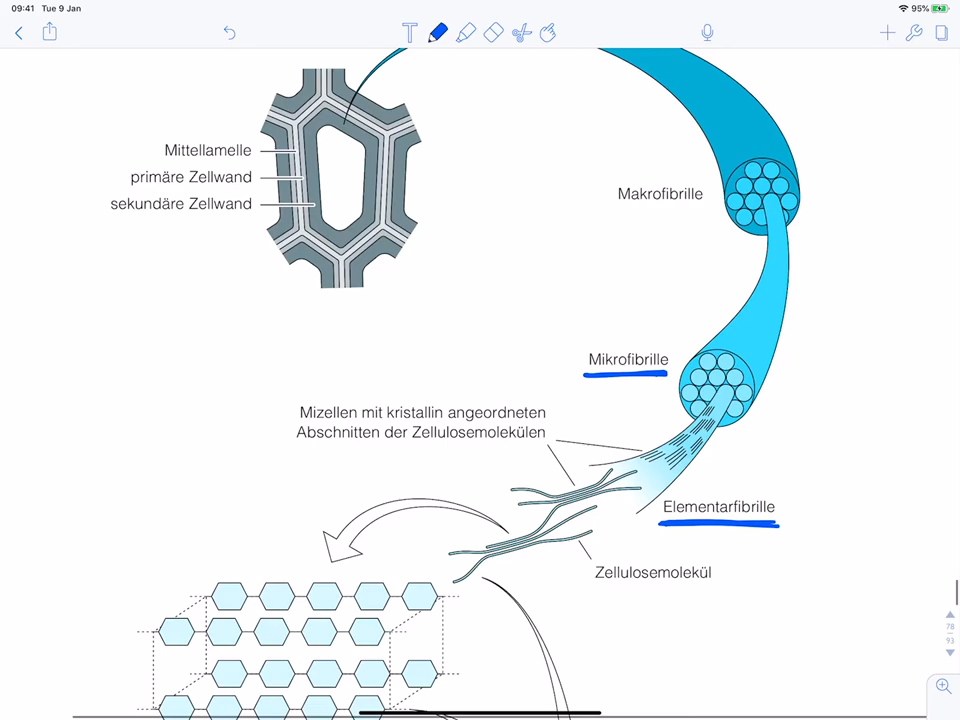 09:41 Tue 9 Jan
95%
T
Mittellamelle
primäre Zellwand
sekundäre Zellwand
Makrofibrille
Mikrofibrille
Mizellen mit kristallin angeordneten
Abschnitten der Zellulosemolekülen
Elementarfibrille
Zellulosemolekül
78
93